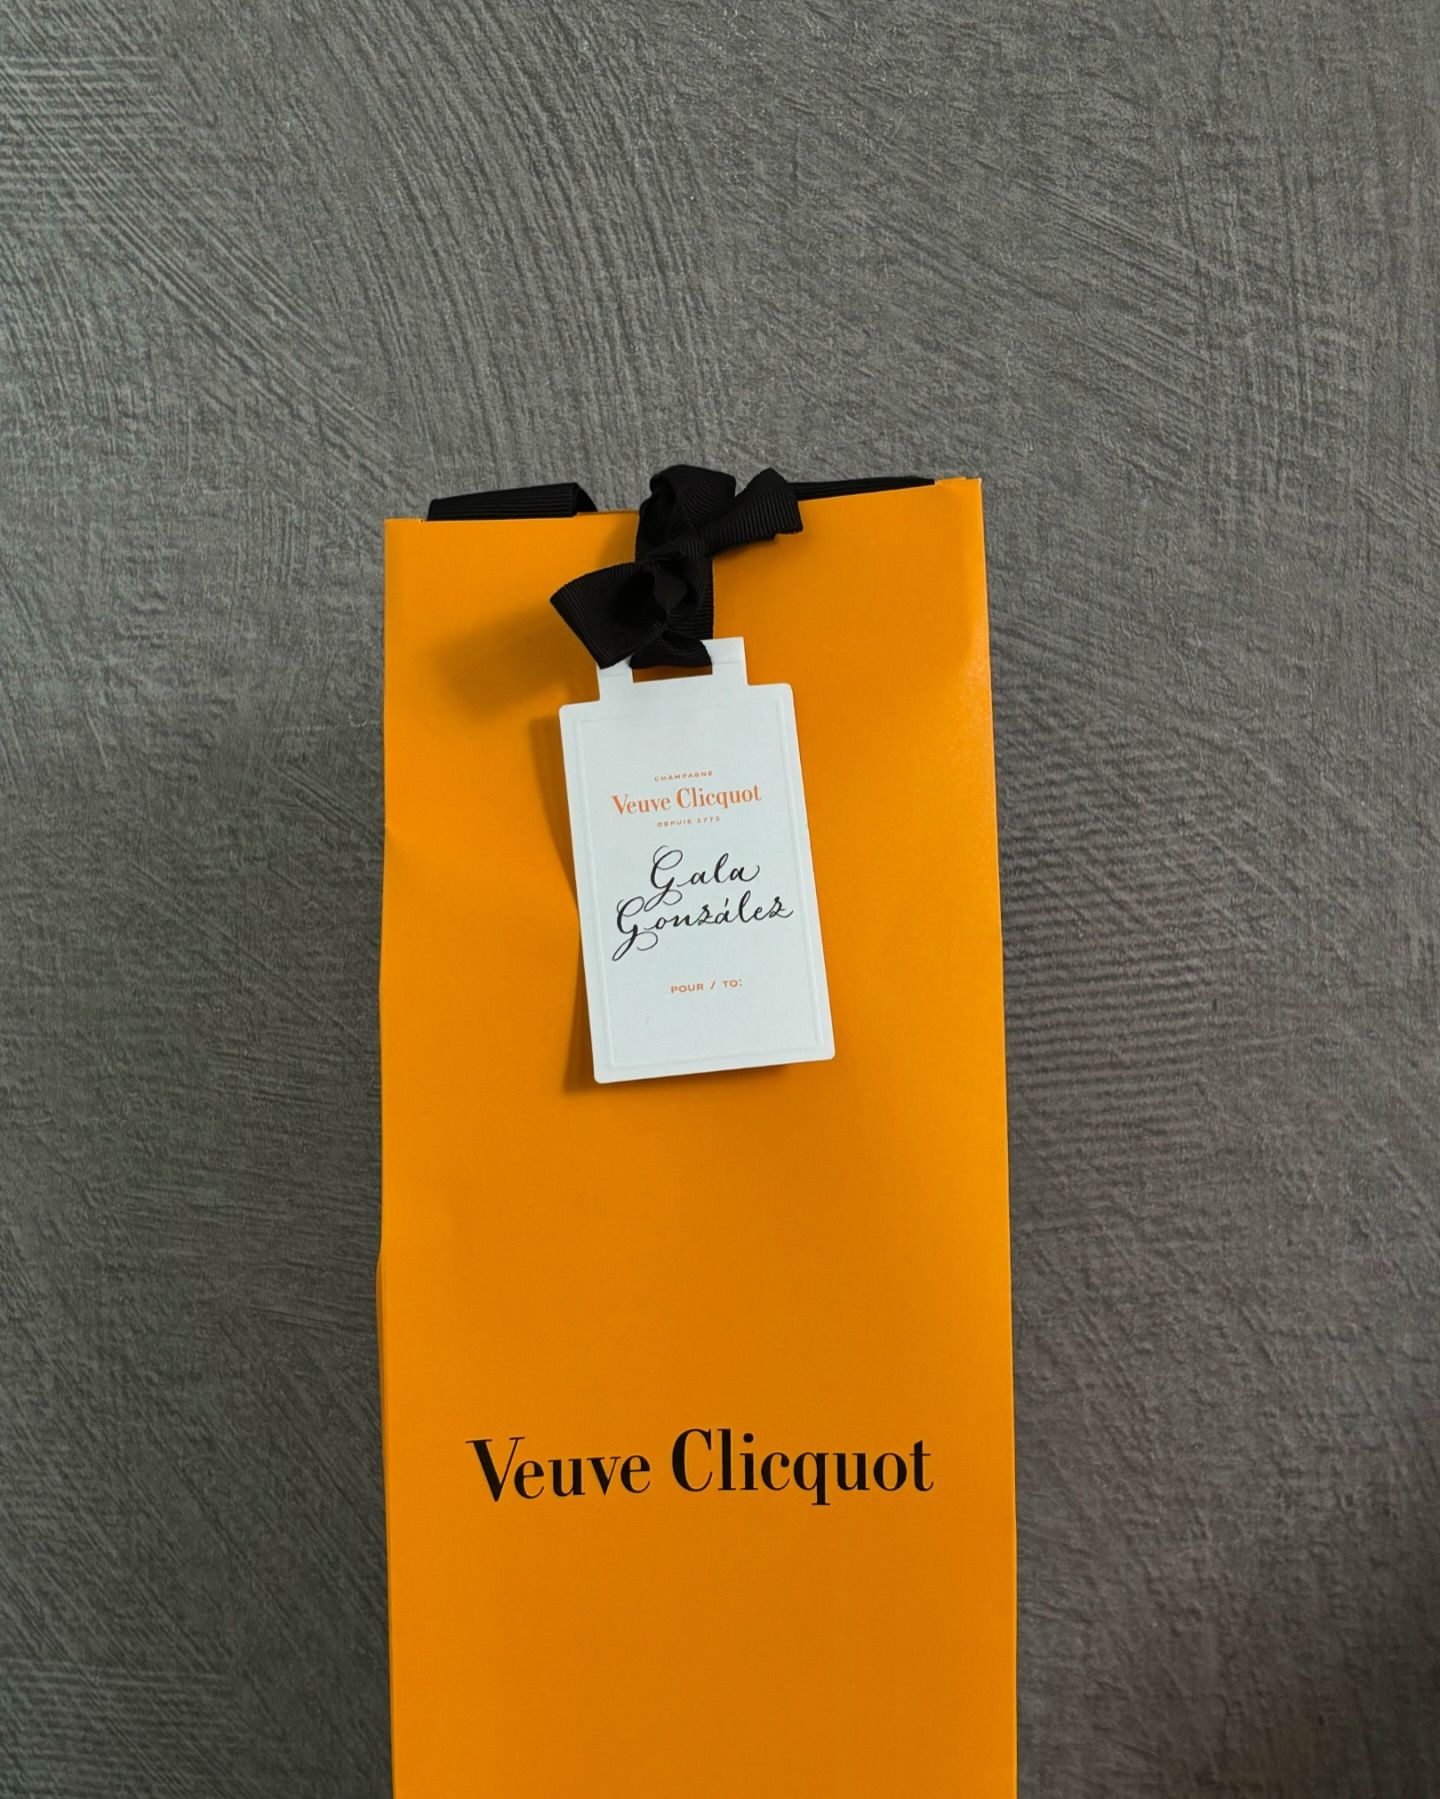 CHAMPAGNE
Veuve Clicquot
DEPUIS 1772
Gala
González
POUR / TO:
Veuve Clicquot